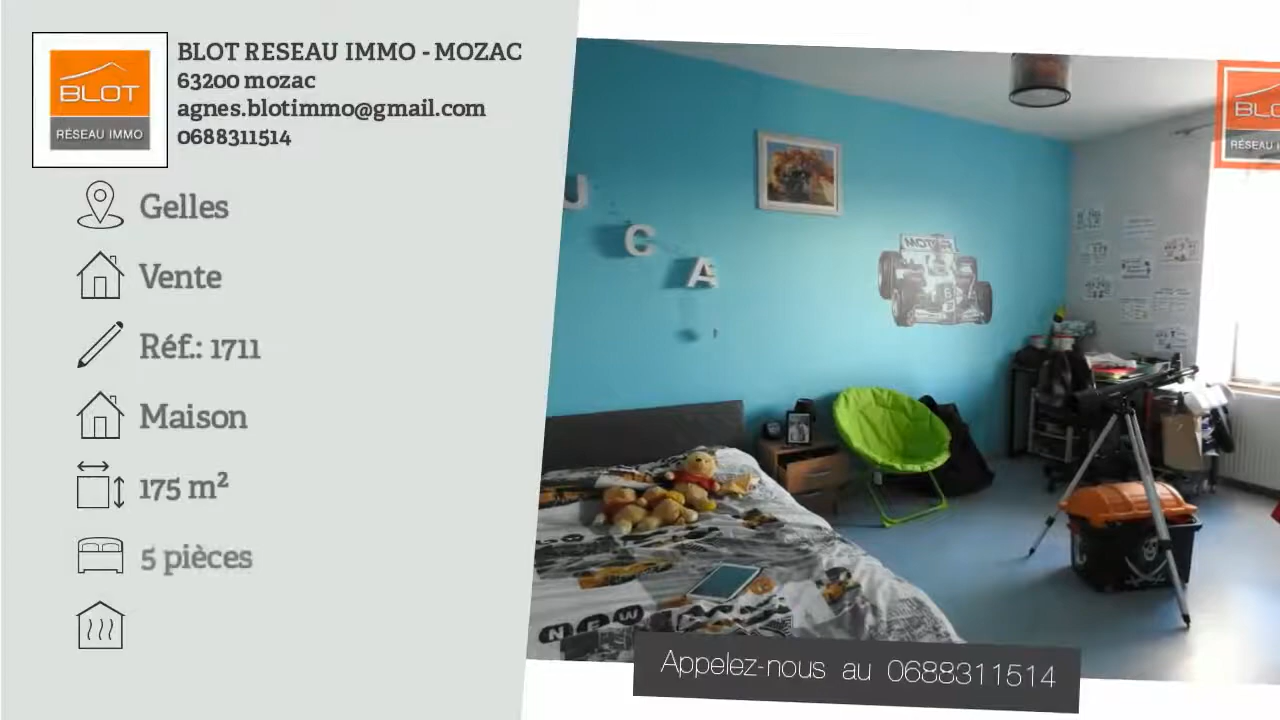 BLOT
RÉSEAU IMMO
BLOT RESEAU IMMO - MOZAC
63200 mozac
agnes.blotimmo@gmail.com
0688311514
Gelles
Vente
Réf.: 1711
Maison
175 m²
5 pièces
C
A
NEW
Appelez-nous au 0688311514